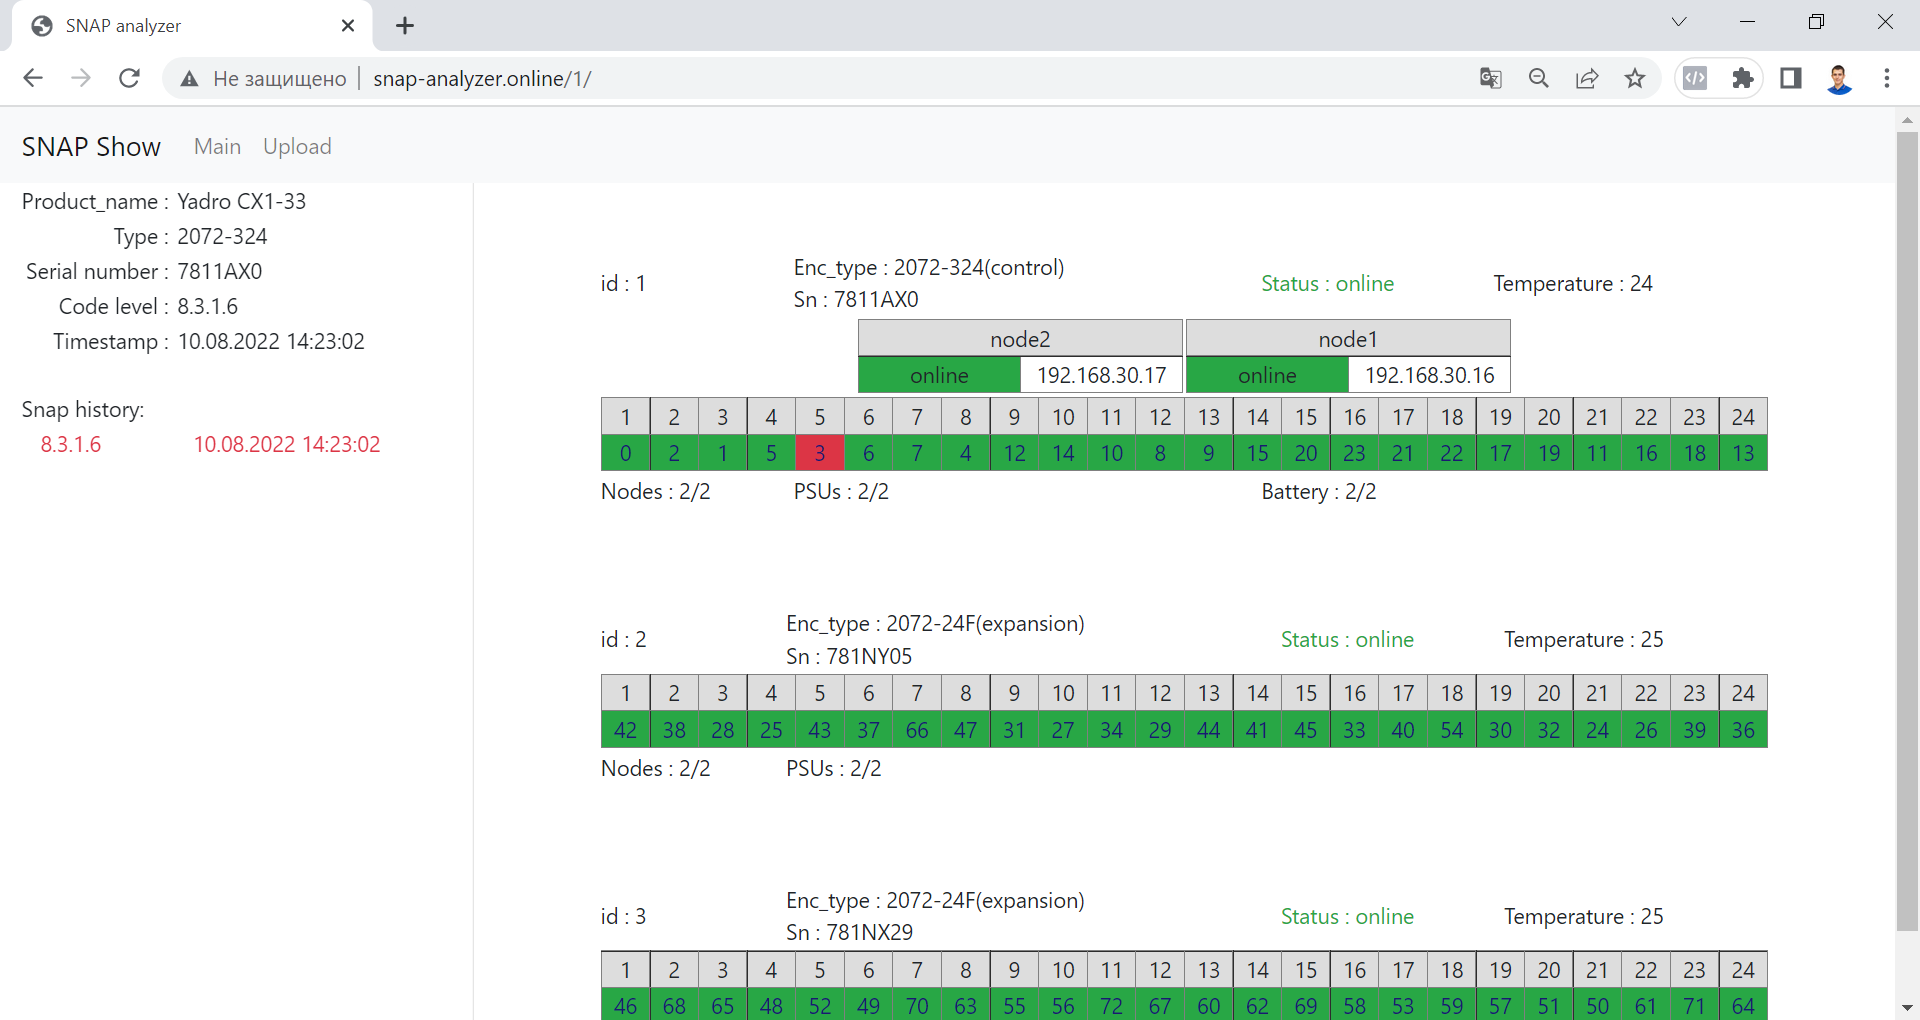 SNAP analyzer
Не защищено | snap-analyzer.online/1/
SNAP Show Main Upload
Product_name : Yadro CX1-33
Type : 2072-324
Serial number : 7811AX0
Code level : 8.3.1.6
Timestamp : 10.08.2022 14:23:02
Snap history:
8.3.1.6 10.08.2022 14:23:02
id : 1
Enc_type : 2072-324(control)
Sn : 7811AX0
Status : online
Temperature : 24
node2 node1
online 192.168.30.17 online 192.168.30.16
1 2 3 4 5 6 7 8 9 10 11 12 13 14 15 16 17 18 19 20 21 22 23 24
0 2 1 5 3 6 7 4 12 14 10 8 9 15 20 23 21 22 17 19 11 16 18 13
Nodes : 2/2 PSUs : 2/2 Battery : 2/2
id : 2
Enc_type : 2072-24F(expansion)
Sn : 781NY05
Status : online
Temperature : 25
1 2 3 4 5 6 7 8 9 10 11 12 13 14 15 16 17 18 19 20 21 22 23 24
42 38 28 25 43 37 66 47 31 27 34 29 44 41 45 33 40 54 30 32 24 26 39 36
Nodes : 2/2 PSUs : 2/2
id : 3
Enc_type : 2072-24F(expansion)
Sn : 781NX29
Status : online
Temperature : 25
1 2 3 4 5 6 7 8 9 10 11 12 13 14 15 16 17 18 19 20 21 22 23 24
46 68 65 48 52 49 70 63 55 56 72 67 60 62 69 58 53 59 57 51 50 61 71 64